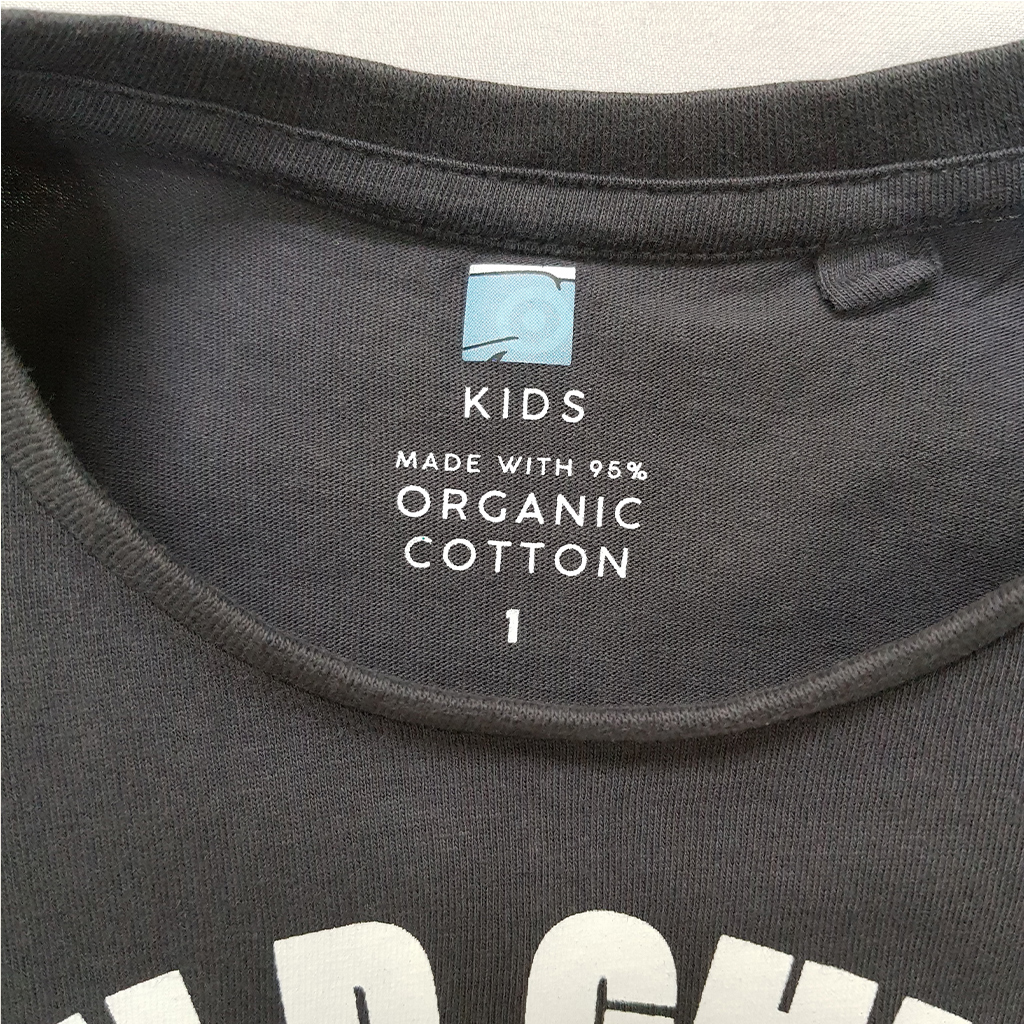 KIDS
MADE WITH 95%
ORGANIC
COTTON
1